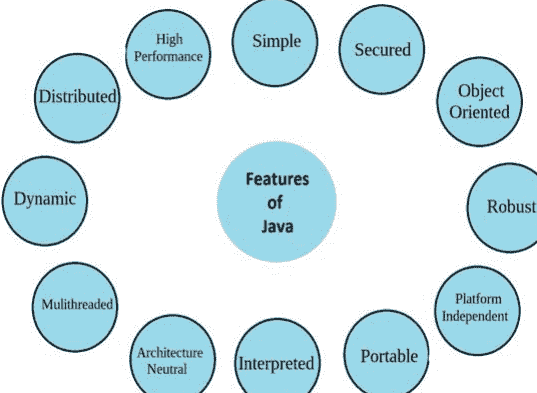 High
Performance
Simple
Secured
Distributed
Object
Oriented
Features
of
Java
Dynamic
Robust
Mulithreaded
Platform
Independent
Architecture
Neutral
Interpreted
Portable